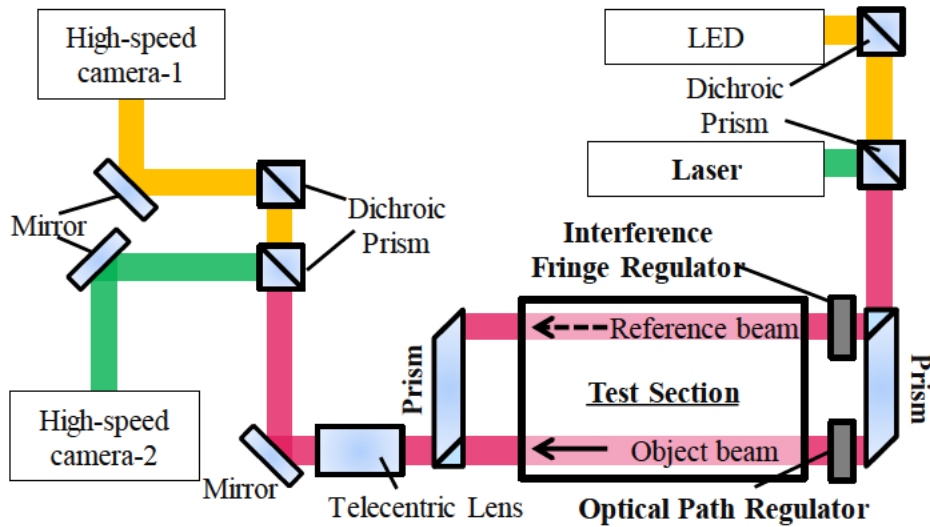 High-speed
camera-1
LED
Dichroic
Prism
Laser
Mirror
Dichroic
Prism
Interference
Fringe Regulator
Reference beam
Prism
Test Section
Prism
High-speed
camera-2
Object beam
Mirror
Telecentric Lens
Optical Path Regulator